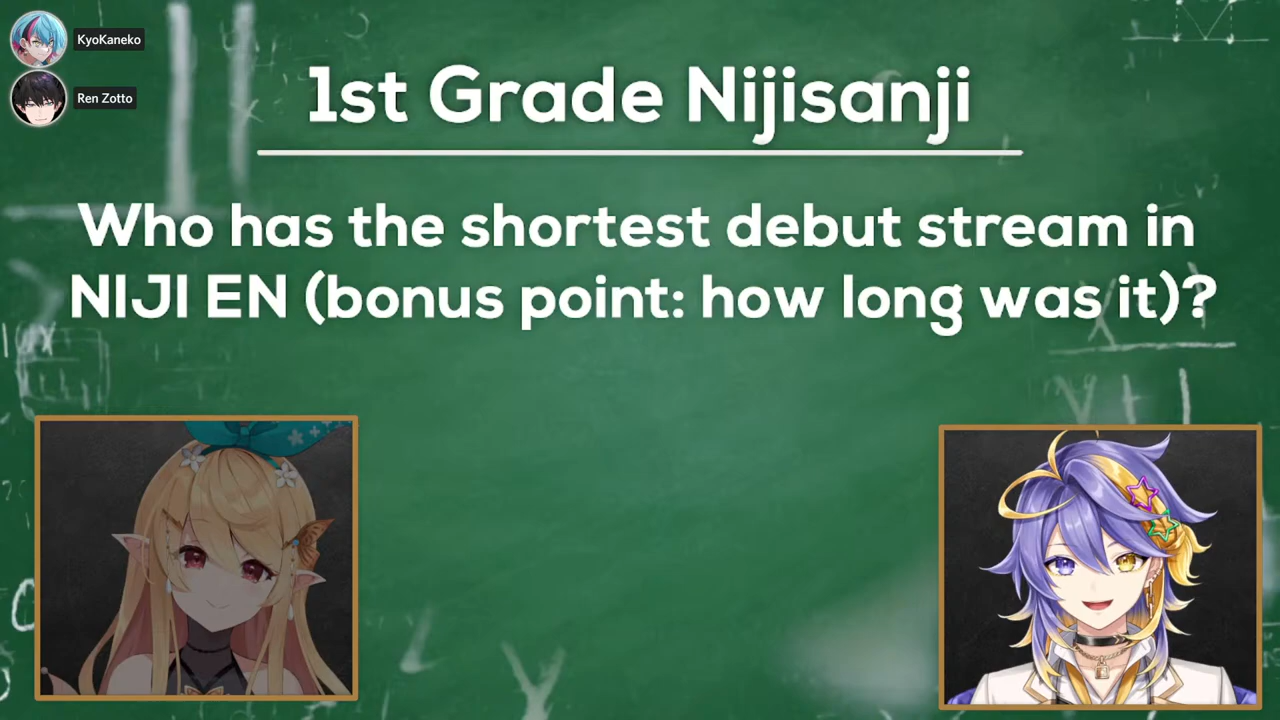 KyoKaneko
Ren Zotto
1st Grade Nijisanji
Who has the shortest debut stream in
NIJI EN (bonus point: how long was it)?